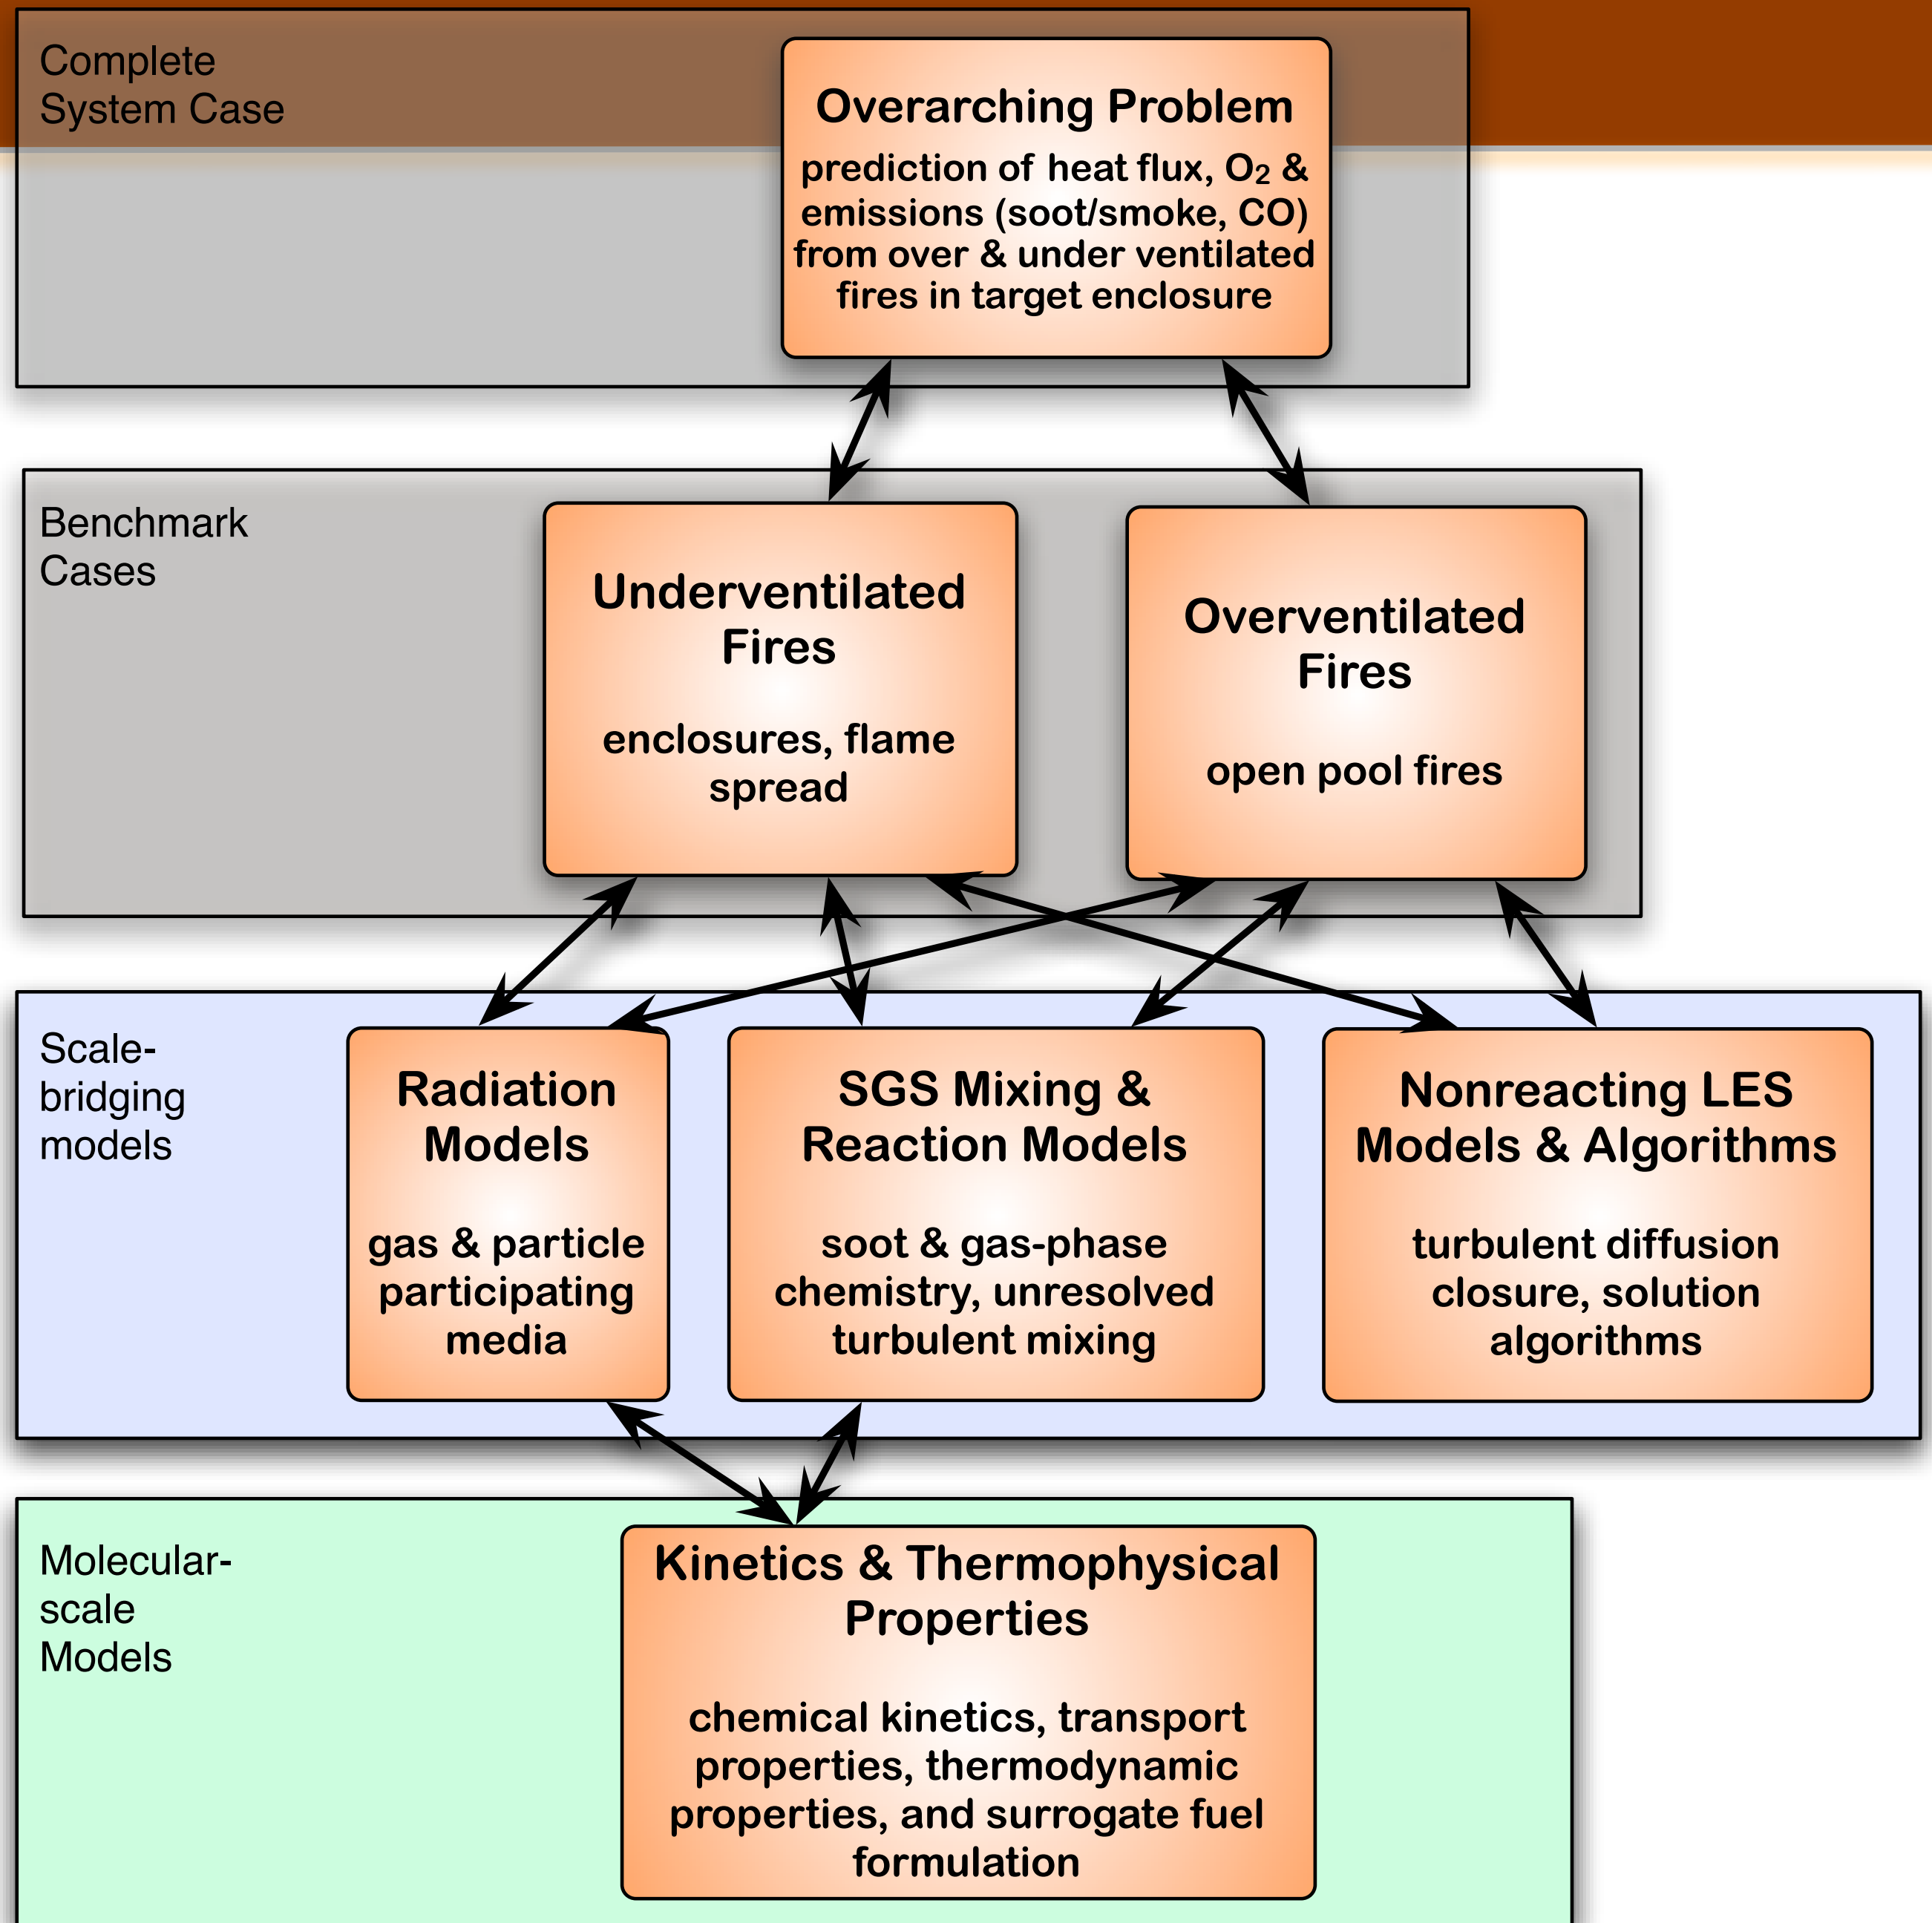 Complete
System Case
Overarching Problem
prediction of heat flux, O₂ &
emissions (soot/smoke, CO)
from over & under ventilated
fires in target enclosure
Benchmark
Cases
Underventilated
Fires
enclosures, flame
spread
Overventilated
Fires
open pool fires
Scale-
bridging
models
Radiation
Models
gas & particle
participating
media
SGS Mixing &
Reaction Models
soot & gas-phase
chemistry, unresolved
turbulent mixing
Nonreacting LES
Models & Algorithms
turbulent diffusion
closure, solution
algorithms
Molecular-
scale
Models
Kinetics & Thermophysical
Properties
chemical kinetics, transport
properties, thermodynamic
properties, and surrogate fuel
formulation